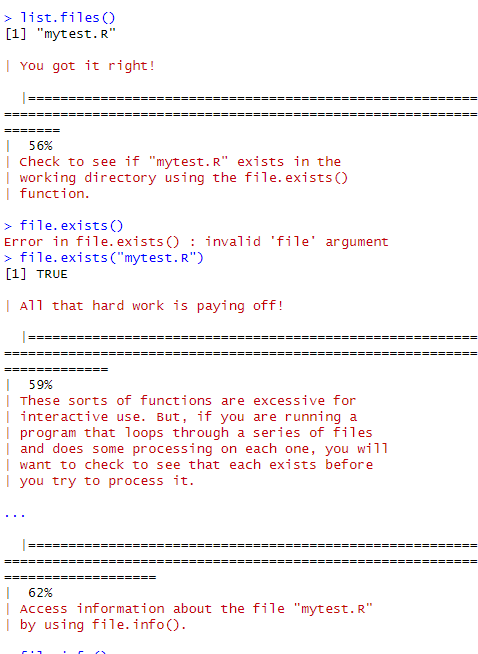 > list.files()
[1] "mytest.R"
| You got it right!
|=========================================================
===========================================================
=======
| 56%
| Check to see if "mytest.R" exists in the
| working directory using the file.exists()
| function.
> file.exists()
Error in file.exists() : invalid 'file' argument
> file.exists("mytest.R")
[1] TRUE
| All that hard work is paying off!
|=========================================================
===========================================================
=============
| 59%
| These sorts of functions are excessive for
| interactive use. But, if you are running a
| program that loops through a series of files
| and does some processing on each one, you will
| want to check to see that each exists before
| you try to process it.
...
|=========================================================
===========================================================
===================
| 62%
| Access information about the file "mytest.R"
| by using file.info().